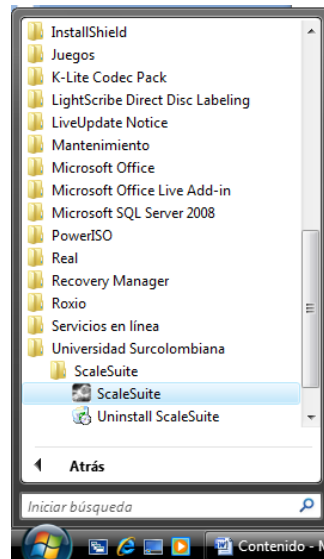 InstallShield
Juegos
K-Lite Codec Pack
LightScribe Direct Disc Labeling
LiveUpdate Notice
Mantenimiento
Microsoft Office
Microsoft Office Live Add-in
Microsoft SQL Server 2008
PowerISO
Real
Recovery Manager
Roxio
Servicios en línea
Universidad Surcolombiana
ScaleSuite
ScaleSuite
Uninstall ScaleSuite
Atrás
Iniciar búsqueda
Contenido -